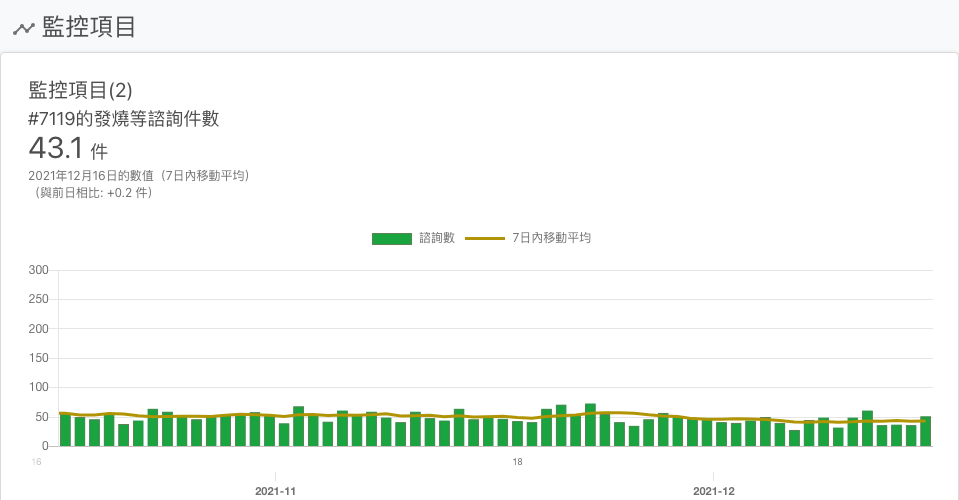 監控項目
監控項目(2)
#7119的發燒等諮詢件數
43.1 件
2021年12月16日的數值（7日內移動平均）
（與前日相比: +0.2 件）
諮詢數 7日內移動平均
300
250
200
150
100
50
0
16 18
2021-11 2021-12